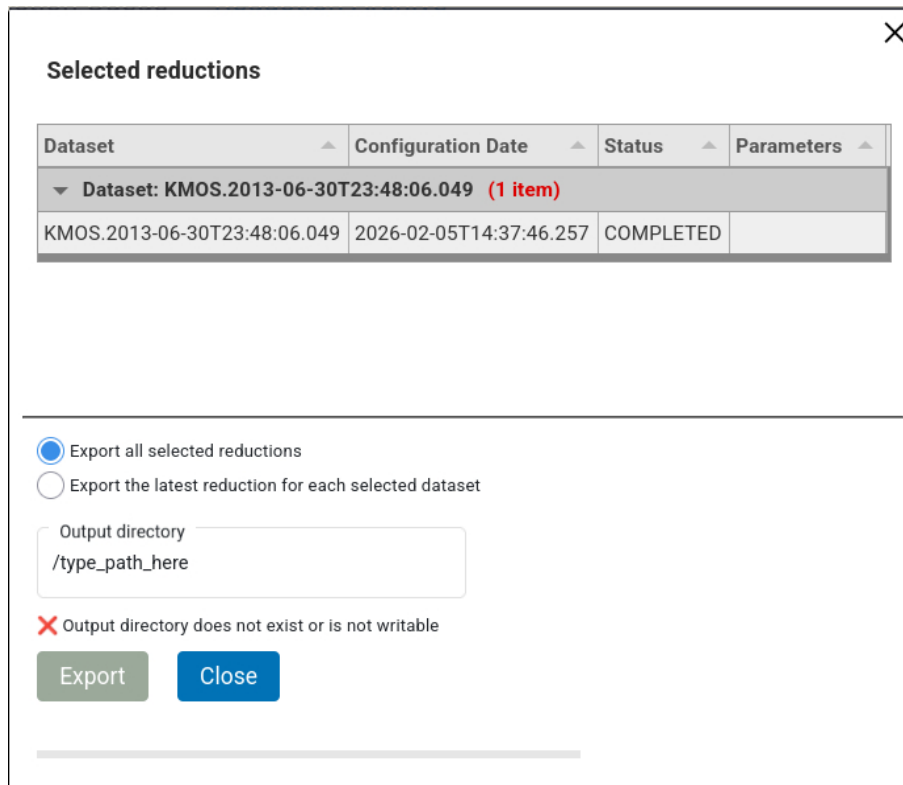 Selected reductions
Dataset Configuration Date Status Parameters
Dataset: KMOS.2013-06-30T23:48:06.049 (1 item)
KMOS.2013-06-30T23:48:06.049 2026-02-05T14:37:46.257 COMPLETED
Export all selected reductions
Export the latest reduction for each selected dataset
Output directory
/type_path_here
Output directory does not exist or is not writable
Export Close